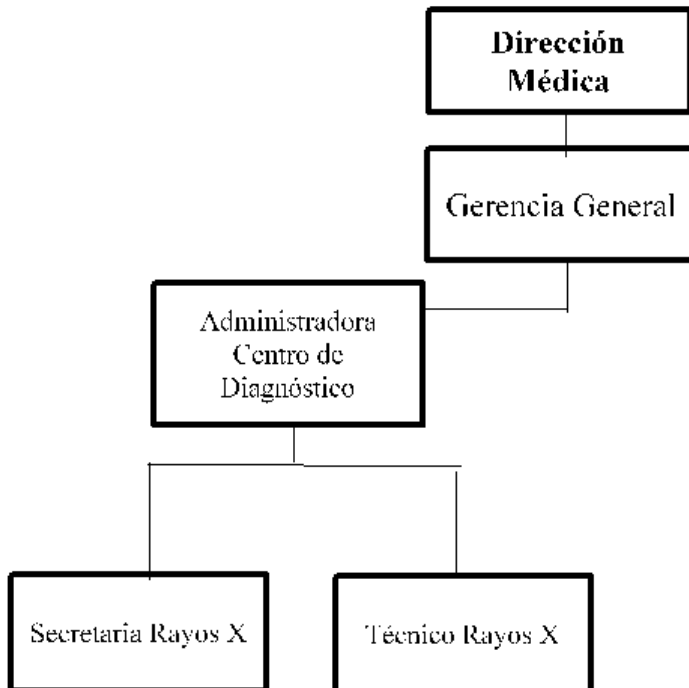 Dirección
Médica
Gerencia General
Administradora
Centro de
Diagnóstico
Secretaria Rayos X
Técnico Rayos X